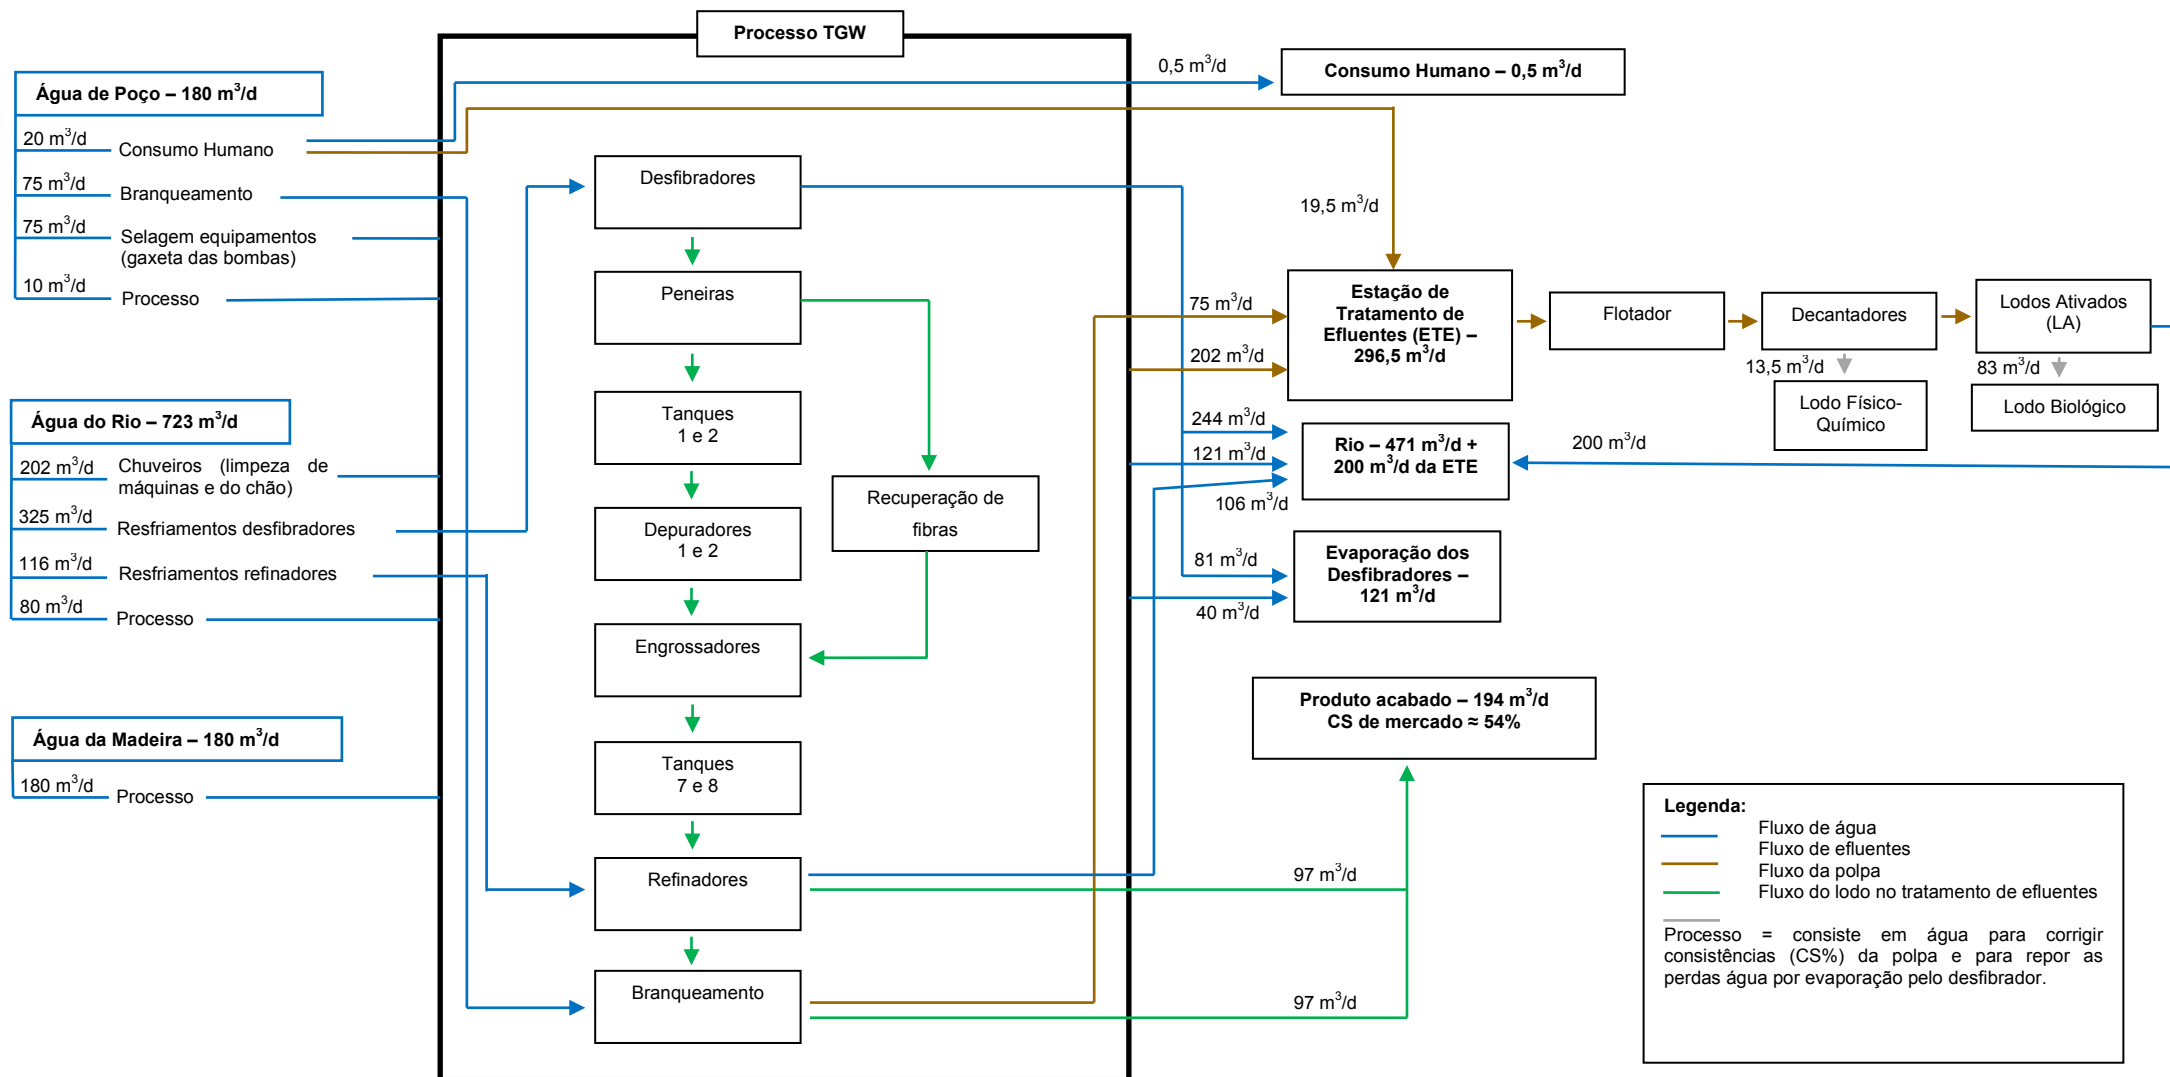 Processo TGW
Água de Poço – 180 m³/d
20 m³/d
Consumo Humano
75 m³/d
Branqueamento
75 m³/d
Selagem equipamentos
(gaxeta das bombas)
10 m³/d
Processo
Água do Rio – 723 m³/d
202 m³/d
Chuveiros (limpeza de
máquinas e do chão)
325 m³/d
Resfriamentos desfibradores
116 m³/d
Resfriamentos refinadores
80 m³/d
Processo
Água da Madeira – 180 m³/d
180 m³/d
Processo
Desfibradores
Peneiras
Tanques
1 e 2
Depuradores
1 e 2
Recuperação de
fibras
Engrossadores
Tanques
7 e 8
Refinadores
Branqueamento
0,5 m³/d
Consumo Humano – 0,5 m³/d
19,5 m³/d
75 m³/d
202 m³/d
Estação de
Tratamento de
Efluentes (ETE) –
296,5 m³/d
Flotador
Decantadores
Lodos Ativados
(LA)
13,5 m³/d
83 m³/d
Lodo Físico-
Químico
Lodo Biológico
244 m³/d
121 m³/d
106 m³/d
Rio – 471 m³/d +
200 m³/d da ETE
200 m³/d
81 m³/d
40 m³/d
Evaporação dos
Desfibradores –
121 m³/d
Produto acabado – 194 m³/d
CS de mercado ≈ 54%
97 m³/d
97 m³/d
Legenda:
Fluxo de água
Fluxo de efluentes
Fluxo da polpa
Fluxo do lodo no tratamento de efluentes
Processo = consiste em água para corrigir
consistências (CS%) da polpa e para repor as
perdas água por evaporação pelo desfibrador.